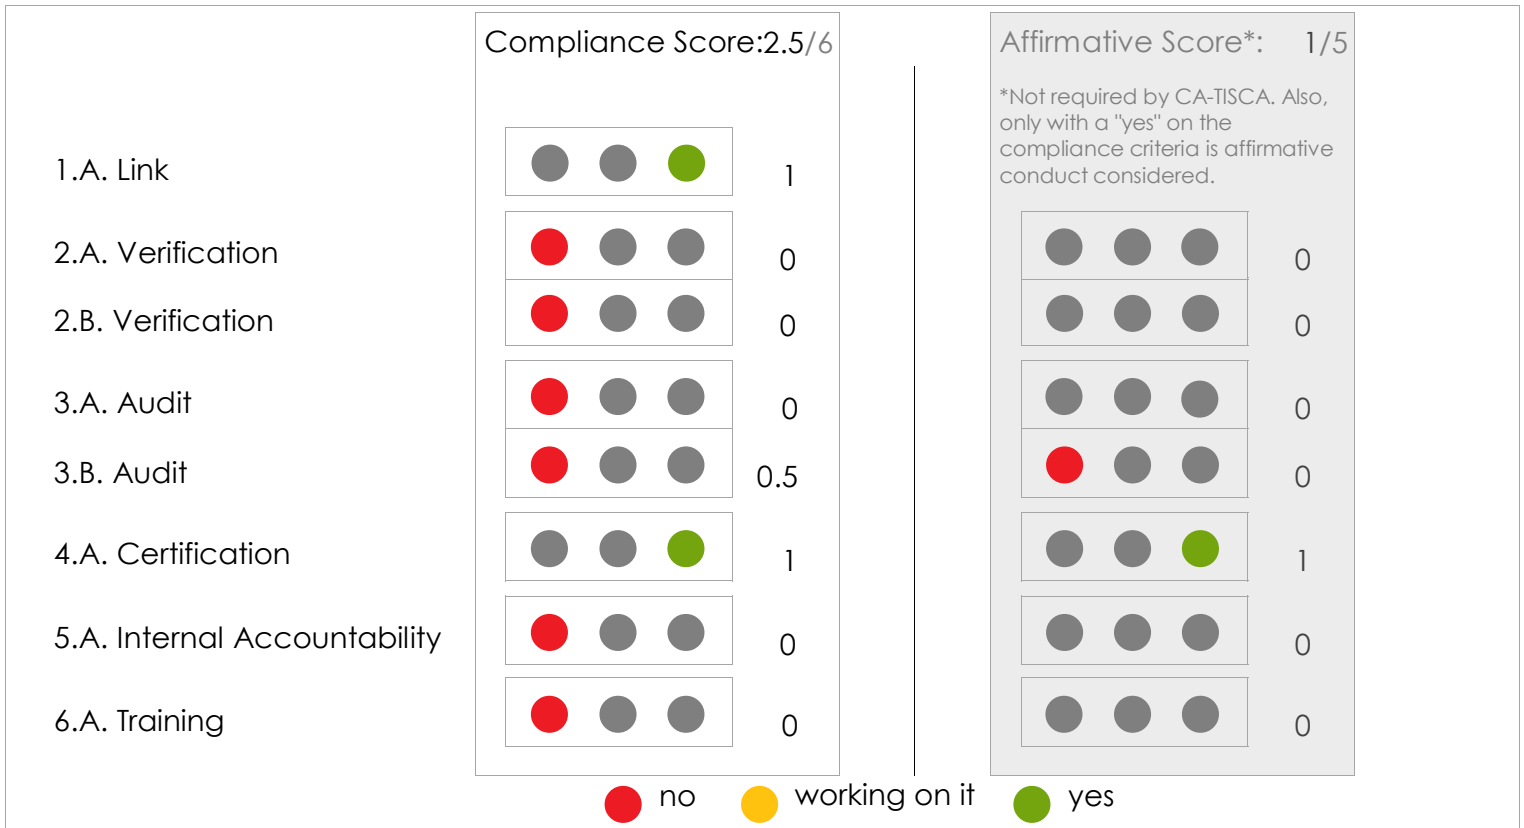 Compliance Score:2.5/6
Affirmative Score*: 1/5
*Not required by CA-TISCA. Also,
only with a "yes" on the
compliance criteria is affirmative
conduct considered.
1.A. Link 1
2.A. Verification 0 0
2.B. Verification 0 0
3.A. Audit 0 0
3.B. Audit 0.5 0
4.A. Certification 1 1
5.A. Internal Accountability 0 0
6.A. Training 0 0
no working on it yes